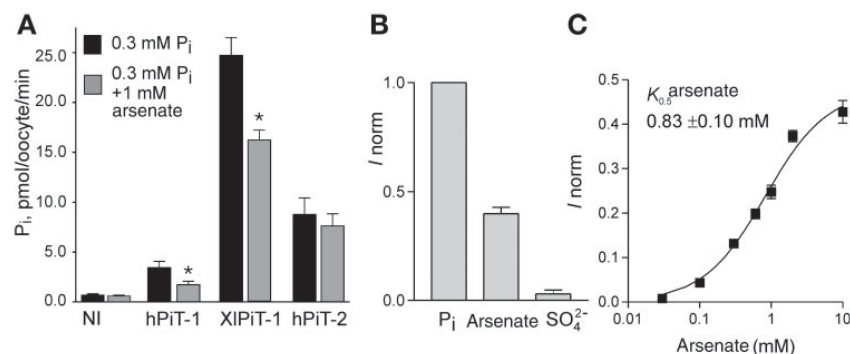 A
0.3 mM Pi
0.3 mM Pi
+1 mM
arsenate
Pi, pmol/oocyte/min
25.0
20.0
15.0
10.0
5.0
0.0
*
*
NI hPiT-1 XIPiT-1 hPiT-2
B
I norm
1.0
0.5
0.0
Pi Arsenate SO₄²⁻
C
K0.5 arsenate
0.83 ±0.10 mM
I norm
0.5
0.4
0.3
0.2
0.1
0.0
0.01 0.1 1 10
Arsenate (mM)